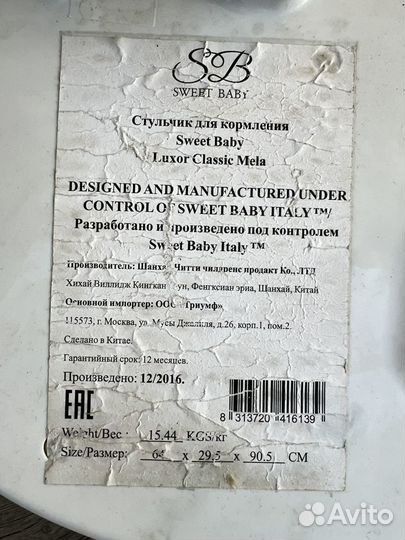 SB
SWEET BABY
Стульчик для кормления
Sweet Baby
Luxor Classic Mela
DESIGNED AND MANUFACTURED UNDER
CONTROL OF SWEET BABY ITALY™/
Разработано и произведено под контролем
Sweet Baby Italy™
Производитель: Шанха Читти чилдренс продакт Ко., ЛТД
Хихай Виллидж Кингкан ун, Фенгксиан эриа, Шанхай, Китай
Основной импортер: ООО Триумф
115573, г. Москва, ул. Мусы Джалиля, д.26, корп.1, пом.2.
Сделано в Китае.
Гарантийный срок: 12 месяцев.
Произведено: 12/2016.
EAC
8 313720 416139
Weight/Вес 15.44 KGS/кг
Size/Размер: 64 x 29.5 x 90.5 CM
Avito